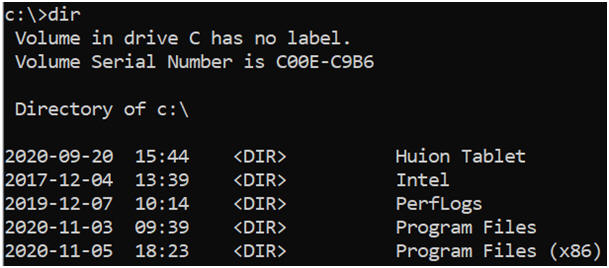 c:\>dir
Volume in drive C has no label.
Volume Serial Number is C00E-C9B6
Directory of c:\
2020-09-20  15:44    <DIR>          Huion Tablet
2017-12-04  13:39    <DIR>          Intel
2019-12-07  10:14    <DIR>          PerfLogs
2020-11-03  09:39    <DIR>          Program Files
2020-11-05  18:23    <DIR>          Program Files (x86)